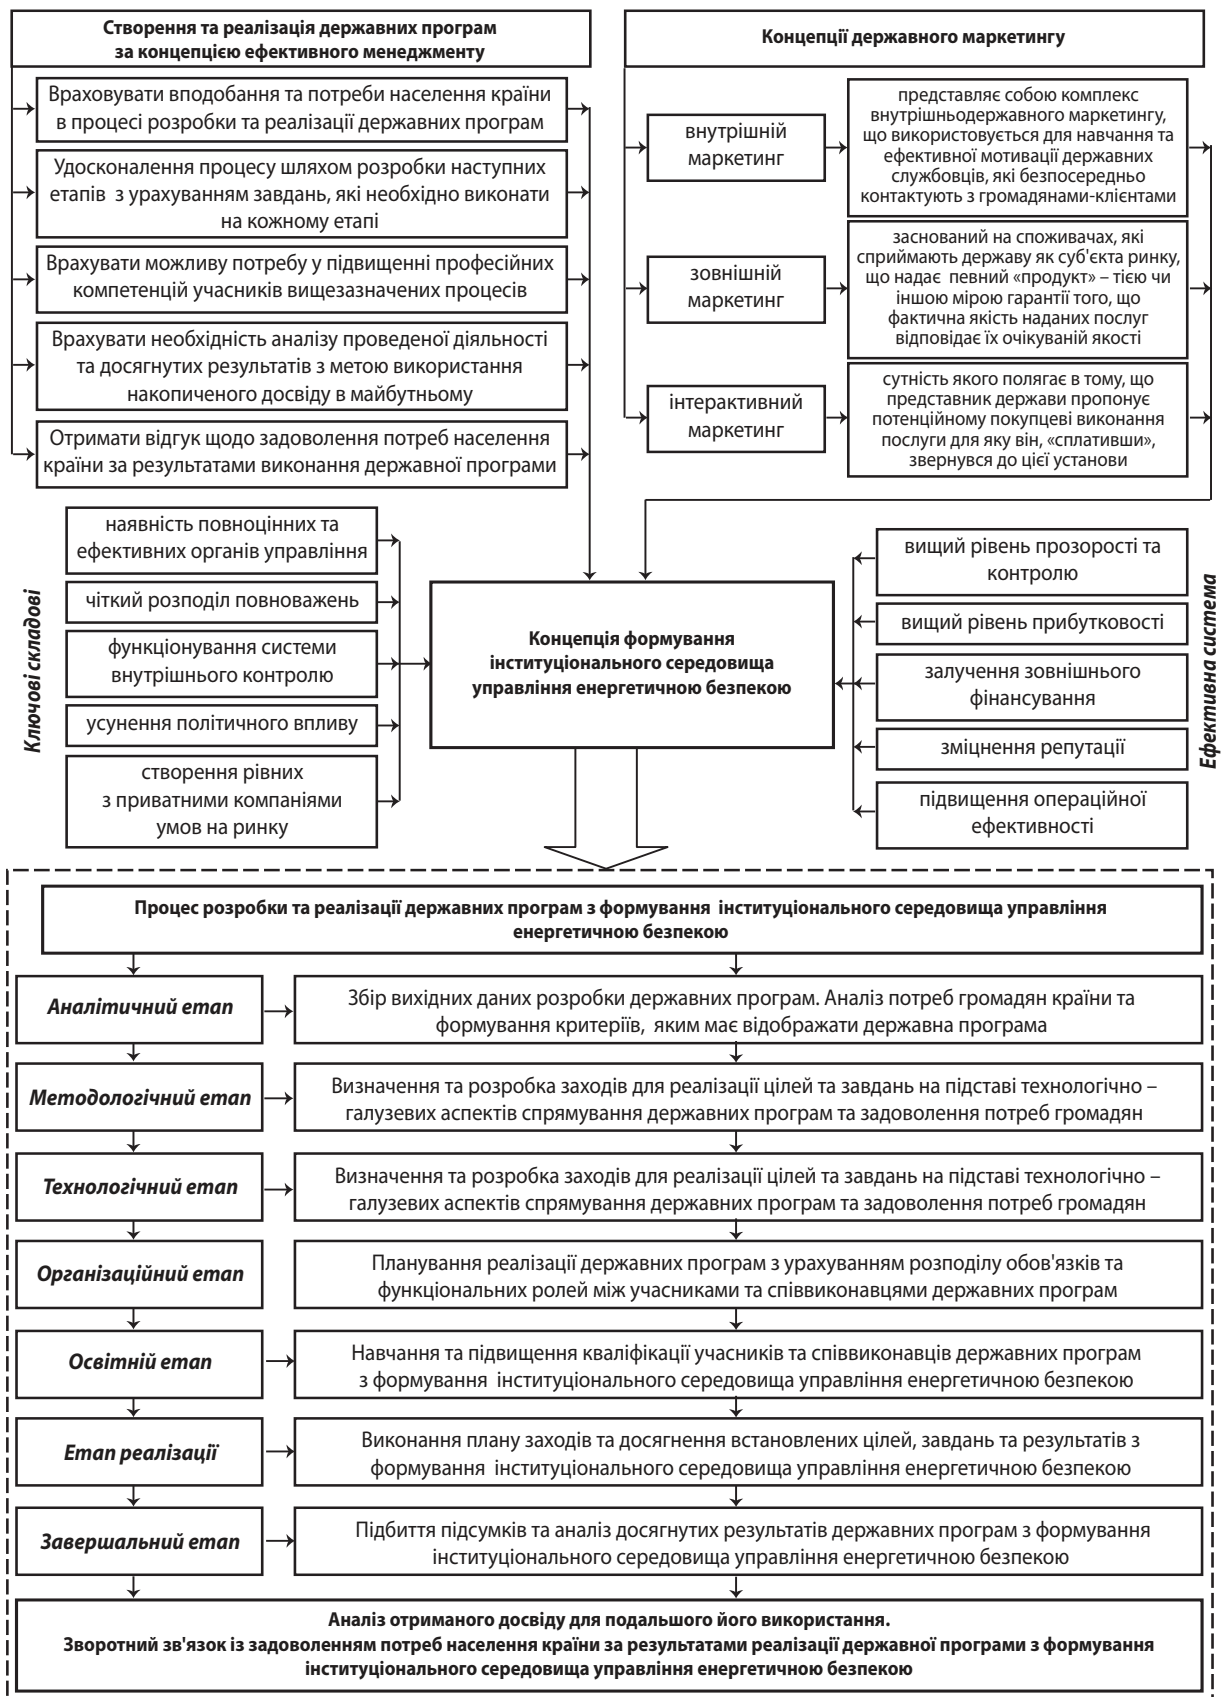 Створення та реалізація державних програм
за концепцією ефективного менеджменту
Враховувати вподобання та потреби населення країни
в процесі розробки та реалізації державних програм
Удосконалення процесу шляхом розробки наступних
етапів з урахуванням завдань, які необхідно виконати
на кожному етапі
Врахувати можливу потребу у підвищенні професійних
компетенцій учасників вищезазначених процесів
Врахувати необхідність аналізу проведеної діяльності
та досягнутих результатів з метою використання
накопиченого досвіду в майбутньому
Отримати відгук щодо задоволення потреб населення
країни за результатами виконання державної програми
Концепції державного маркетингу
внутрішній
маркетинг
представляє собою комплекс
внутрішньодержавного маркетингу,
що використовується для навчання та
ефективної мотивації державних
службовців, які безпосередньо
контактують з громадянами-клієнтами
зовнішній
маркетинг
заснований на споживачах, які
сприймають державу як суб'єкта ринку,
що надає певний «продукт» – тією чи
іншою мірою гарантії того, що
фактична якість наданих послуг
відповідає їх очікуваній якості
інтерактивний
маркетинг
сутність якого полягає в тому, що
представник держави пропонує
потенційному покупцеві виконання
послуги для яку він, «сплативши»,
звернувся до цієї установи
Ключові складові
наявність повноцінних та
ефективних органів управління
чіткий розподіл повноважень
функціонування системи
внутрішнього контролю
усунення політичного впливу
створення рівних
з приватними компаніями
умов на ринку
Концепція формування
інституціонального середовища
управління енергетичною безпекою
вищий рівень прозорості та
контролю
вищий рівень прибутковості
залучення зовнішнього
фінансування
зміцнення репутації
підвищення операційної
ефективності
Ефективна система
Процес розробки та реалізації державних програм з формування інституціонального середовища управління
енергетичною безпекою
Аналітичний етап
Збір вихідних даних розробки державних програм. Аналіз потреб громадян країни та
формування критеріїв, яким має відображати державна програма
Методологічний етап
Визначення та розробка заходів для реалізації цілей та завдань на підставі технологічно –
галузевих аспектів спрямування державних програм та задоволення потреб громадян
Технологічний етап
Визначення та розробка заходів для реалізації цілей та завдань на підставі технологічно –
галузевих аспектів спрямування державних програм та задоволення потреб громадян
Організаційний етап
Планування реалізації державних програм з урахуванням розподілу обов'язків та
функціональних ролей між учасниками та співвиконавцями державних програм
Освітній етап
Навчання та підвищення кваліфікації учасників та співвиконавців державних програм
з формування інституціонального середовища управління енергетичною безпекою
Етап реалізації
Виконання плану заходів та досягнення встановлених цілей, завдань та результатів з
формування інституціонального середовища управління енергетичною безпекою
Завершальний етап
Підбиття підсумків та аналіз досягнутих результатів державних програм з формування
інституціонального середовища управління енергетичною безпекою
Аналіз отриманого досвіду для подальшого його використання.
Зворотний зв'язок із задоволенням потреб населення країни за результатами реалізації державної програми з формування
інституціонального середовища управління енергетичною безпекою